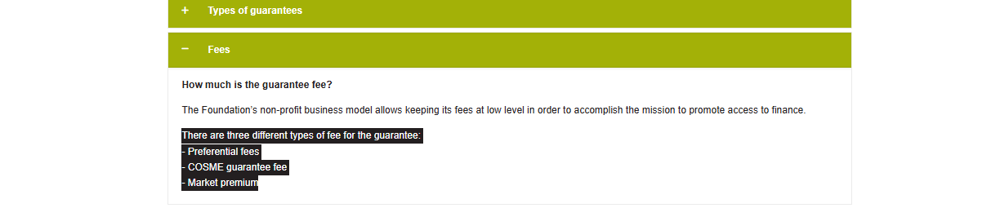 + Types of guarantees
− Fees
How much is the guarantee fee?
The Foundation's non-profit business model allows keeping its fees at low level in order to accomplish the mission to promote access to finance.
There are three different types of fee for the guarantee:
- Preferential fees
- COSME guarantee fee
- Market premium